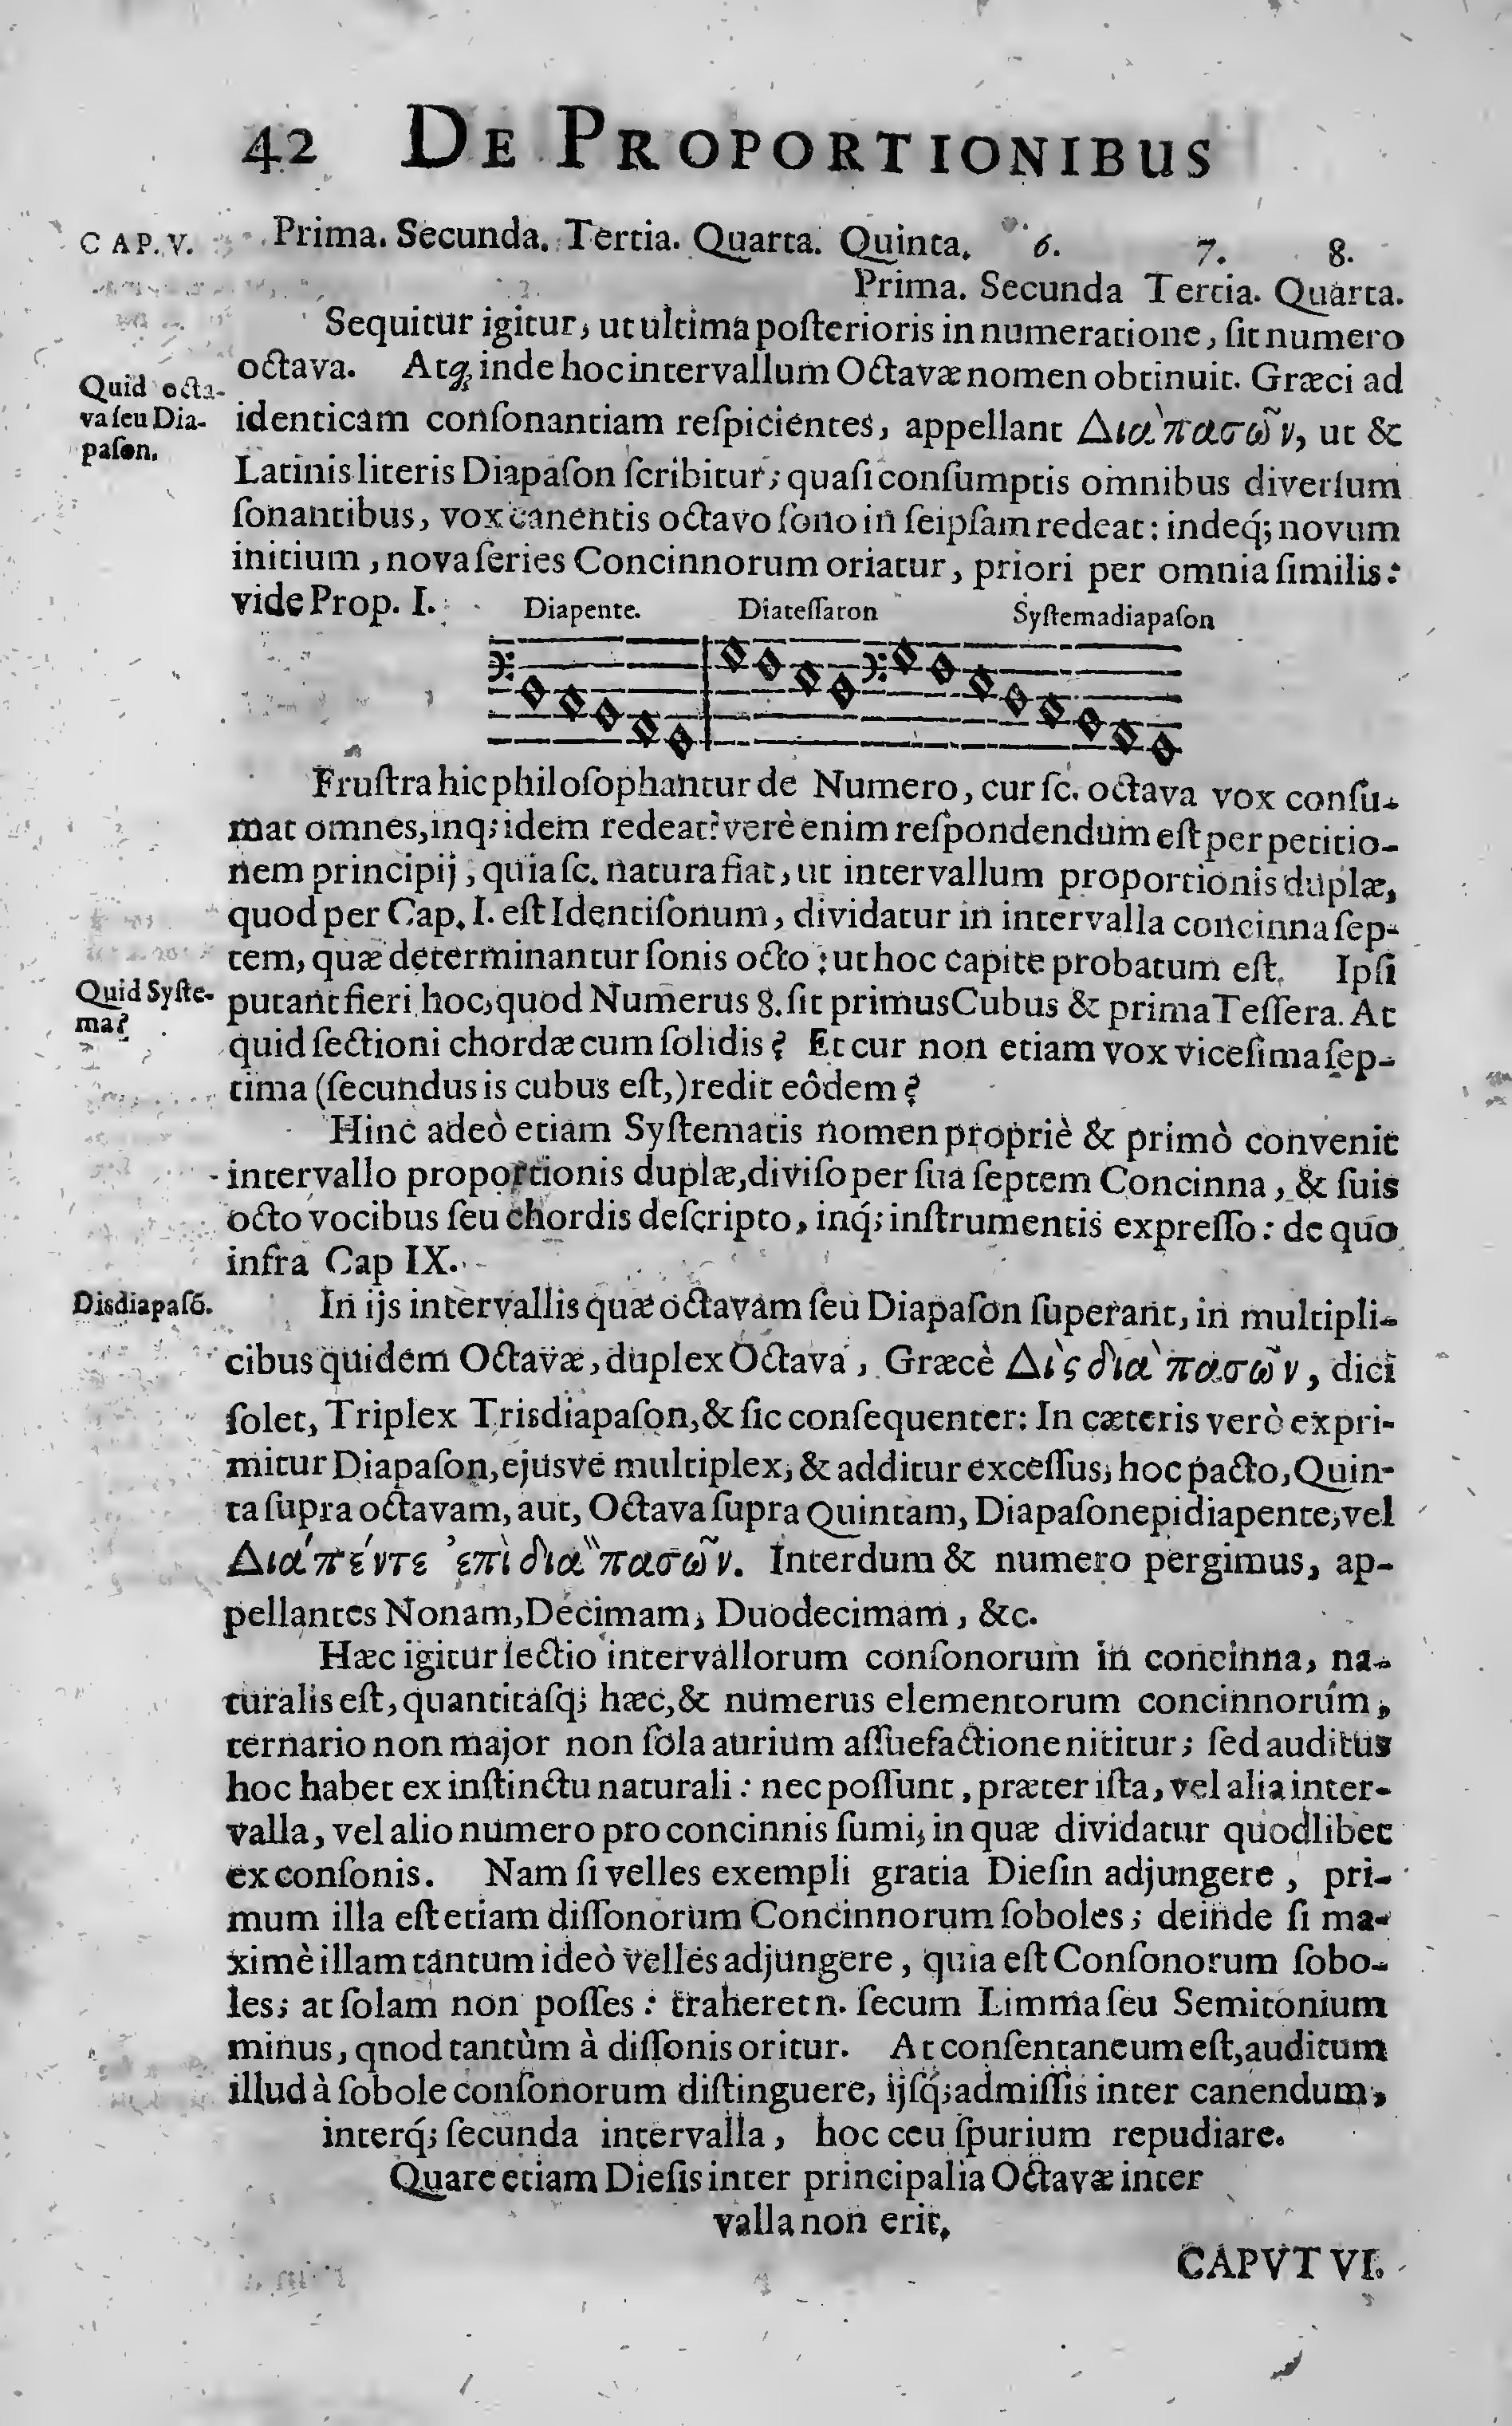 42 DE PROPORTIONIBUS
CAP. V.
Prima. Secunda. Tertia. Quarta. Quinta. 6. 7. 8.
Prima. Secunda Tertia. Quarta.
Sequitur igitur, ut ultima poſterioris in numeratione, ſit numero
octava. Atq; inde hoc intervallum Octavæ nomen obtinuit. Græci ad
Quid octa-
va ſeu Dia-
paſon.
identicam conſonantiam reſpicientes, appellant Διὰ πασῶν, ut &
Latinis literis Diapaſon ſcribitur; quaſi conſumptis omnibus diverſum
ſonantibus, vox canentis octavo ſono in ſeipſam redeat: indeq́; novum
initium, nova ſeries Concinnorum oriatur, priori per omnia ſimilis:
vide Prop. I.
Diapente. Diateſſaron Syſtema diapaſon
Fruſtra hic philoſophantur de Numero, cur ſc. octava vox conſu-
mat omnes, inq; idem redeat? verè enim reſpondendum eſt per petitio-
nem principij, quia ſc. natura fiat, ut intervallum proportionis duplæ,
quod per Cap. I. eſt Identiſonum, dividatur in intervalla concinna ſep-
tem, quæ determinantur ſonis octo: ut hoc capite probatum eſt. Ipſi
Quid Syſte-
ma?
putant fieri hoc, quod Numerus 8. ſit primus Cubus & prima Teſſera. At
quid ſectioni chordæ cum ſolidis? Et cur non etiam vox viceſima ſep-
tima (ſecundus is cubus eſt,) redit eôdem?
Hinc adeò etiam Syſtematis nomen propriè & primò convenit
intervallo proportionis duplæ, diviſo per ſua ſeptem Concinna, & ſuis
octo vocibus ſeu chordis deſcripto, inq́; inſtrumentis expreſſo: de quo
infra Cap IX.
Disdiapaſõ.
In ijs intervallis quæ octavam ſeu Diapaſon ſuperant, in multipli-
cibus quidem Octavæ, duplex Octava, Græcè Δὶς διὰ πασῶν, dici
ſolet, Triplex Trisdiapaſon, & ſic conſequenter: In cæteris verò expri-
mitur Diapaſon, ejusve multiplex, & additur exceſſus, hoc pacto, Quin-
ta ſupra octavam, aut, Octava ſupra Quintam, Diapaſonepidiapente, vel
Διὰ πέντε ἐπὶ διὰ πασῶν. Interdum & numero pergimus, ap-
pellantes Nonam, Decimam, Duodecimam, &c.
Hæc igitur ſectio intervallorum conſonorum in concinna, na-
turalis eſt, quantitaſq; hæc, & numerus elementorum concinnorum,
ternario non major non ſola aurium aſſuefactione nititur; ſed auditus
hoc habet ex inſtinctu naturali: nec poſſunt, præter iſta, vel alia inter-
valla, vel alio numero pro concinnis ſumi, in quæ dividatur quodlibet
ex conſonis. Nam ſi velles exempli gratia Dieſin adjungere, pri-
mum illa eſt etiam diſſonorum Concinnorum ſoboles; deinde ſi ma-
ximè illam tantum ideò velles adjungere, quia eſt Conſonorum ſobo-
les; at ſolam non poſſes: traheret n. ſecum Limma ſeu Semitonium
minus, qnod tantùm à diſſonis oritur. At conſentaneum eſt, auditum
illud à ſobole conſonorum diſtinguere, ijſq́; admiſſis inter canendum,
interq́; ſecunda intervalla, hoc ceu ſpurium repudiare.
Quare etiam Dieſis inter principalia Octavæ inter
valla non erit.
CAPVT VI.